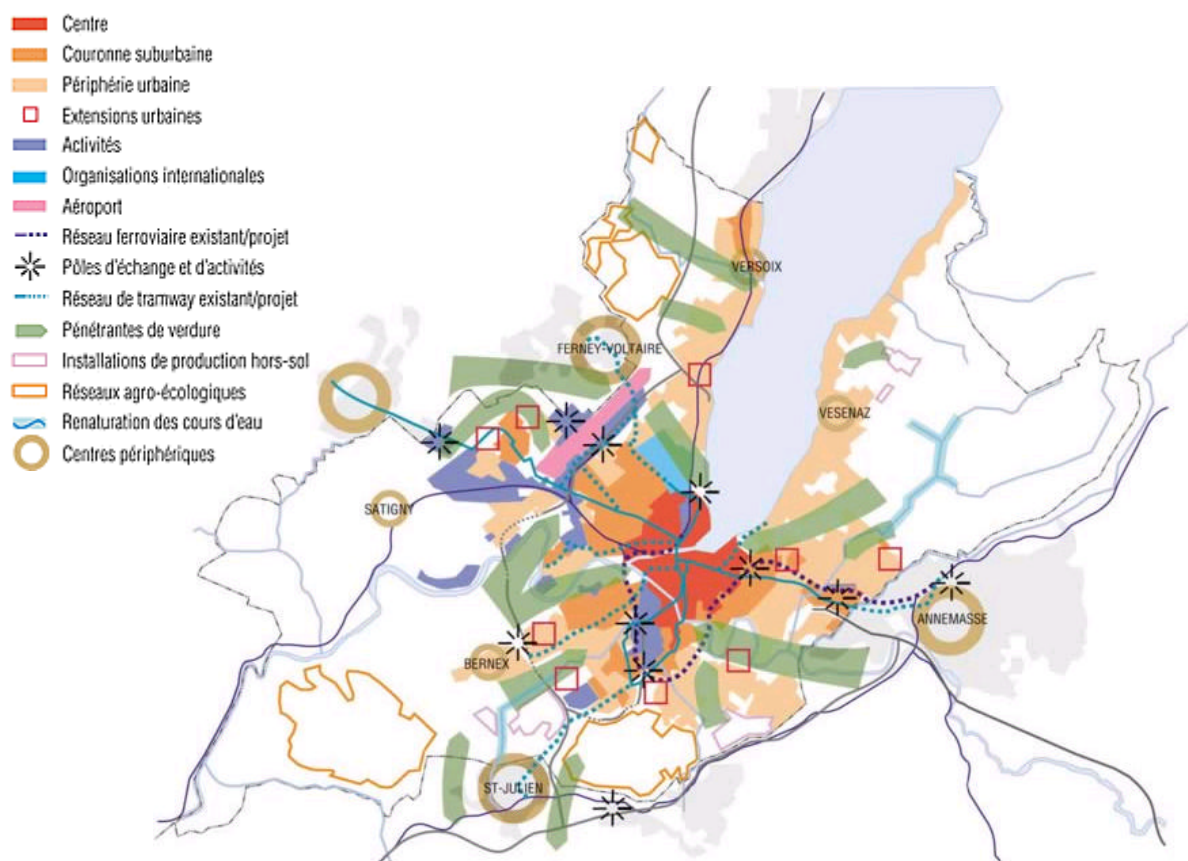 Centre
Couronne suburbaine
Périphérie urbaine
Extensions urbaines
Activités
Organisations internationales
Aéroport
Réseau ferroviaire existant/projet
Pôles d'échange et d'activités
Réseau de tramway existant/projet
Pénétrantes de verdure
Installations de production hors-sol
Réseaux agro-écologiques
Renaturation des cours d'eau
Centres périphériques
VERSOIX
FERNEY-VOLTAIRE
VESENAZ
SATIGNY
ANNEMASSE
BERNEX
ST-JULIEN